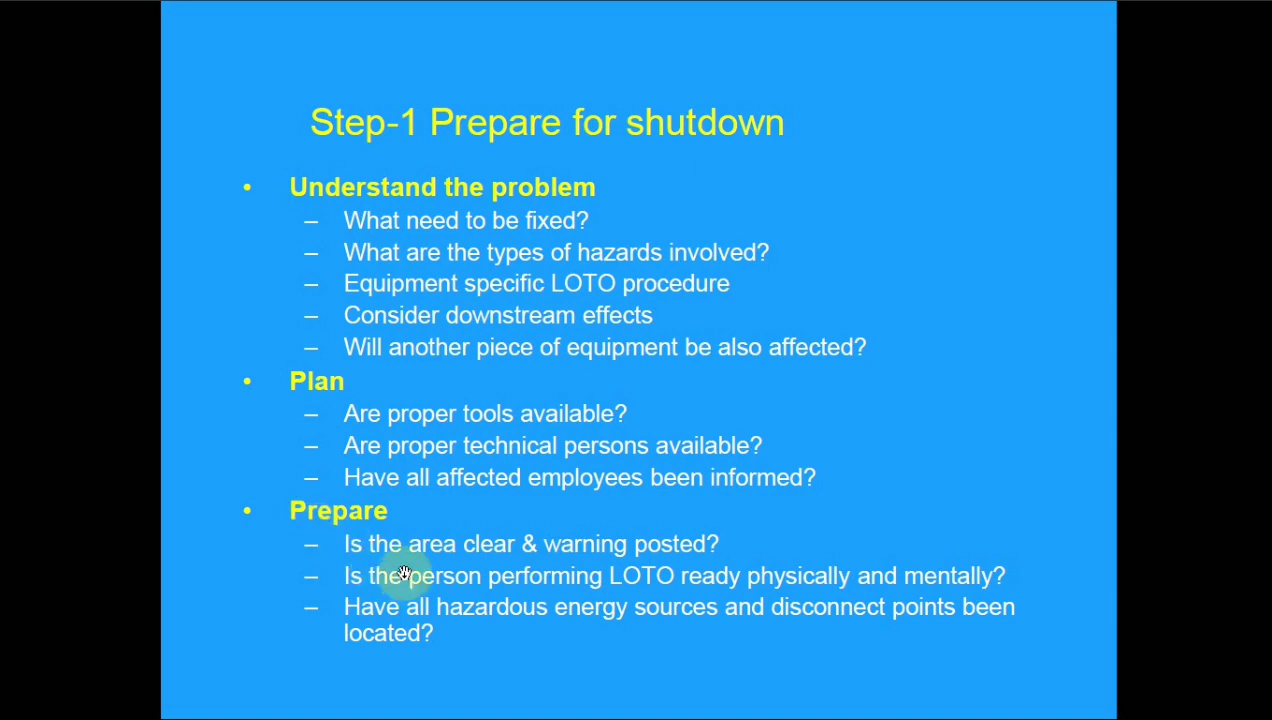 Step-1 Prepare for shutdown
• Understand the problem
– What need to be fixed?
– What are the types of hazards involved?
– Equipment specific LOTO procedure
– Consider downstream effects
– Will another piece of equipment be also affected?
• Plan
– Are proper tools available?
– Are proper technical persons available?
– Have all affected employees been informed?
• Prepare
– Is the area clear & warning posted?
– Is the person performing LOTO ready physically and mentally?
– Have all hazardous energy sources and disconnect points been
located?